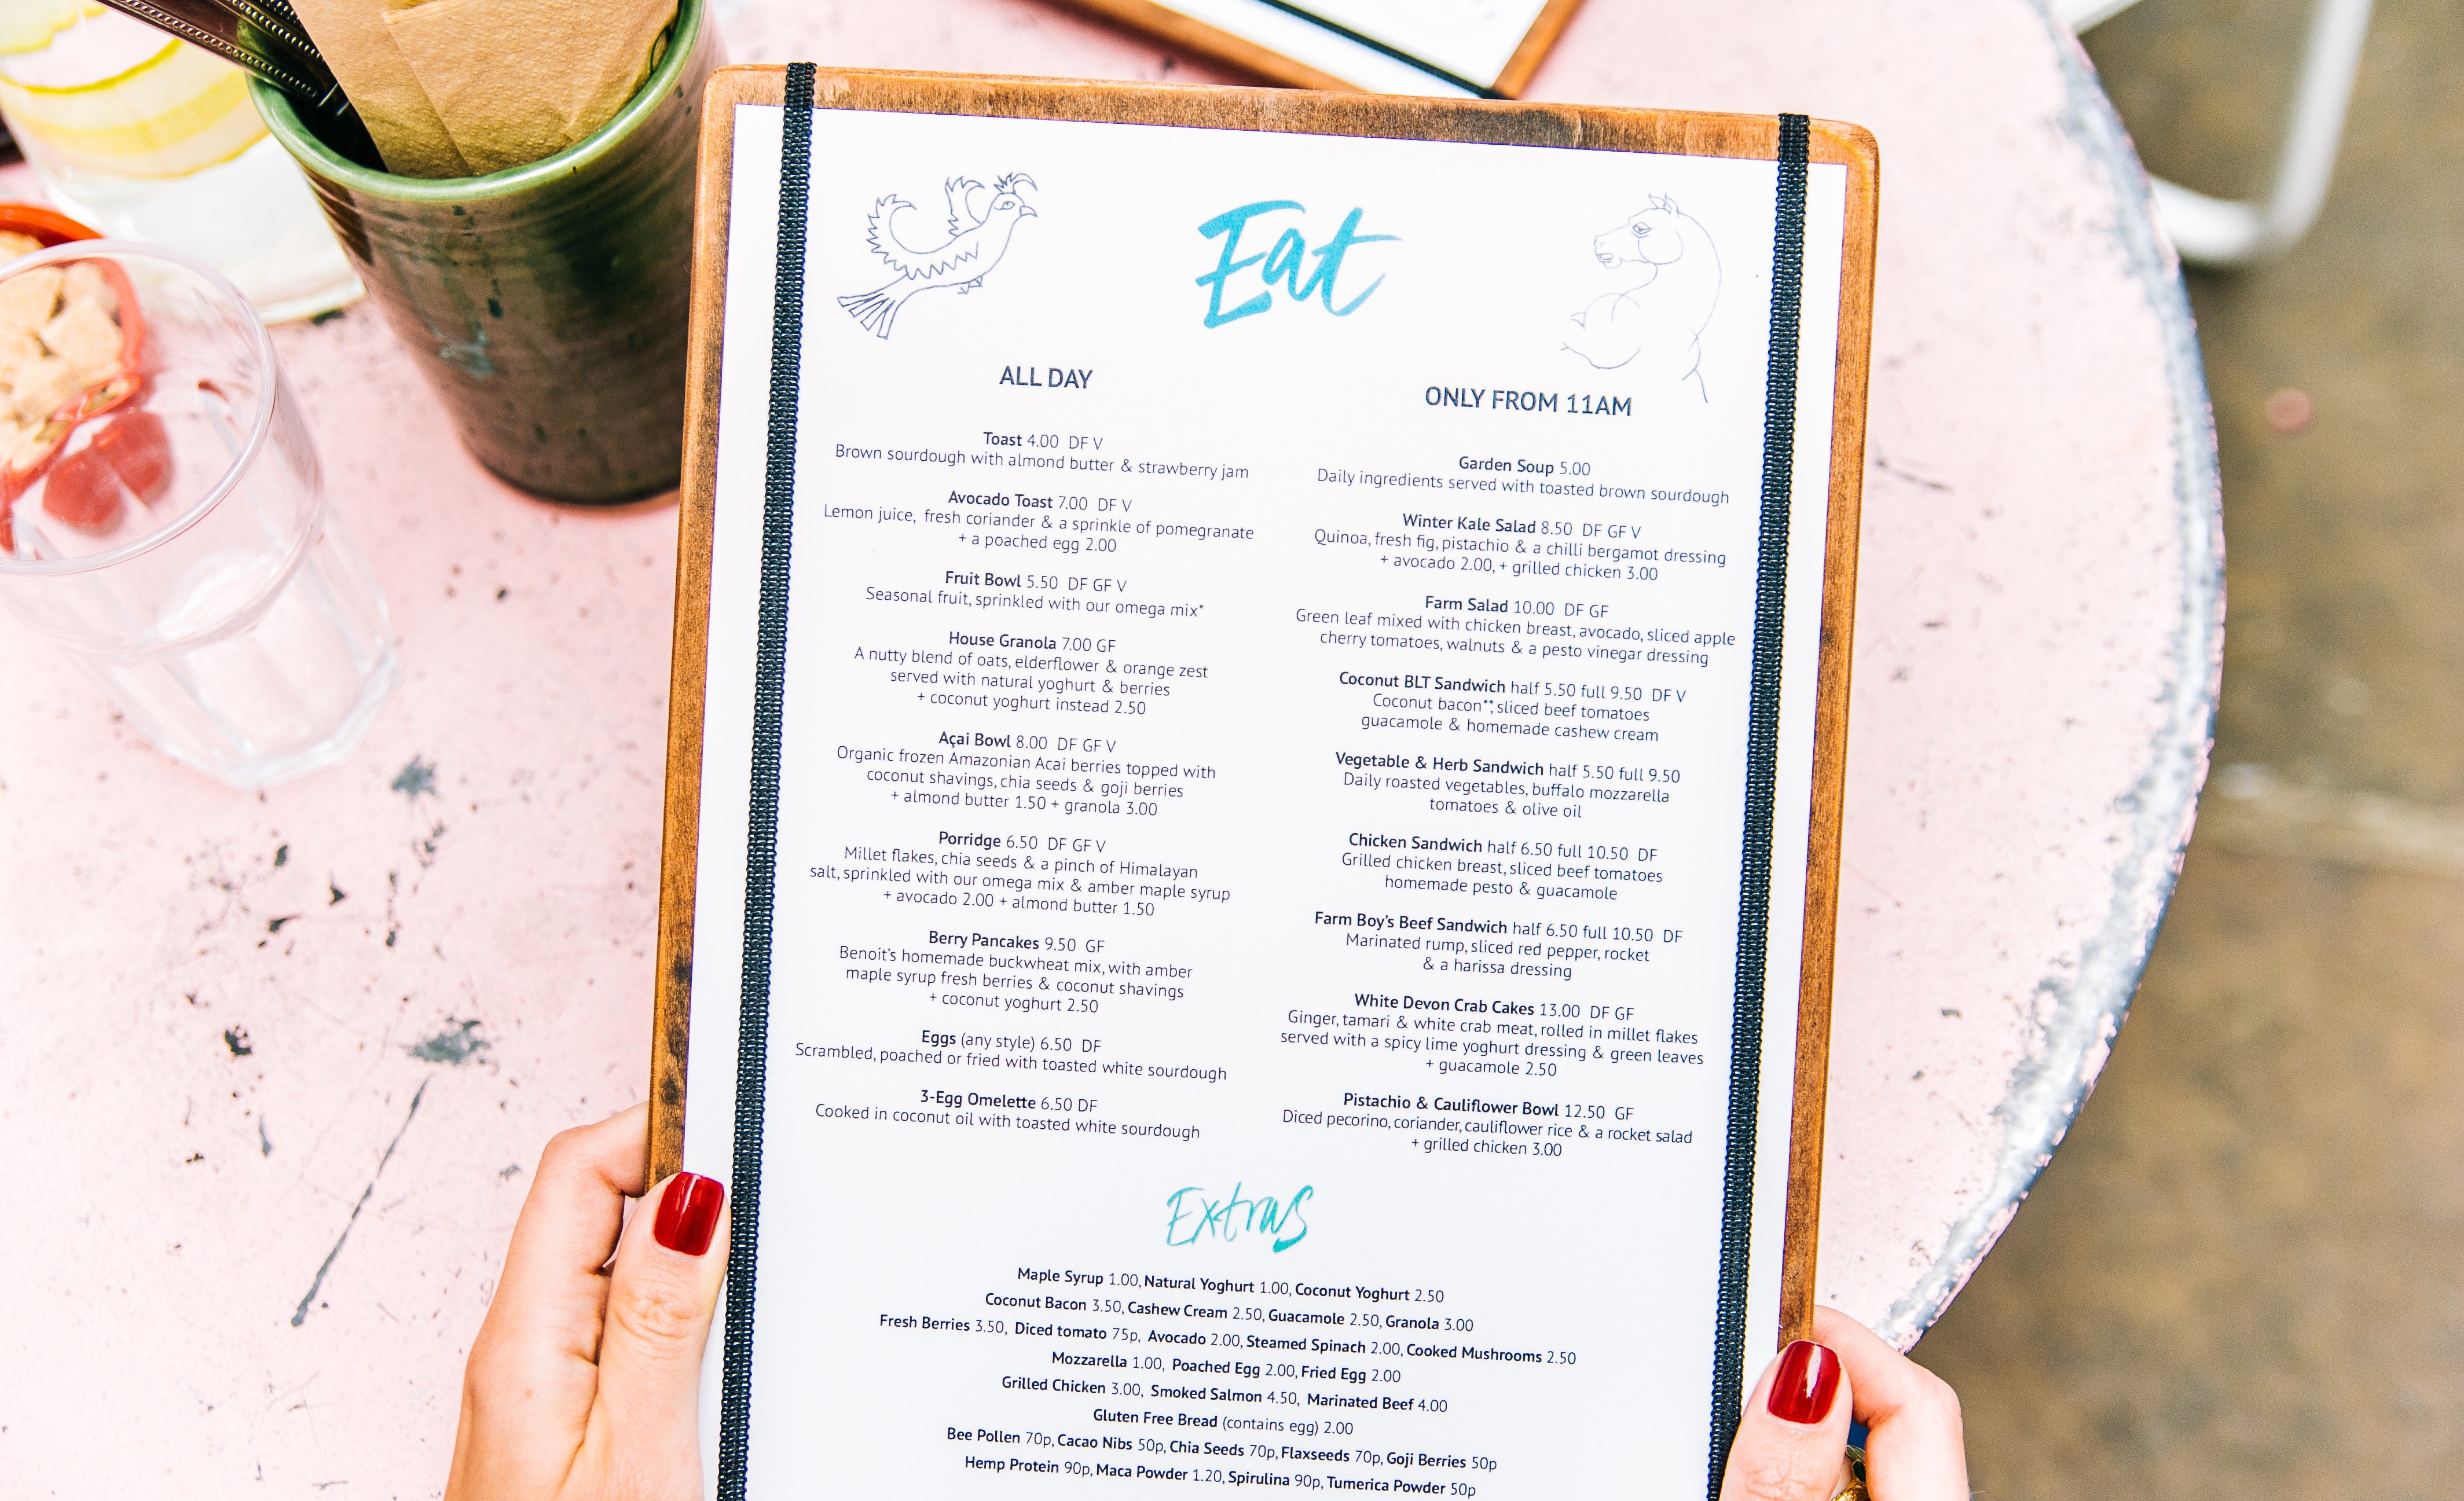 Eat
ALL DAY
Toast 4.00 DF V
Brown sourdough with almond butter & strawberry jam
Avocado Toast 7.00 DF V
Lemon juice, fresh coriander & a sprinkle of pomegranate
+ a poached egg 2.00
Fruit Bowl 5.50 DF GF V
Seasonal fruit, sprinkled with our omega mix*
House Granola 7.00 GF
A nutty blend of oats, elderflower & orange zest
served with natural yoghurt & berries
+ coconut yoghurt instead 2.50
Açai Bowl 8.00 DF GF V
Organic frozen Amazonian Acai berries topped with
coconut shavings, chia seeds & goji berries
+ almond butter 1.50 + granola 3.00
Porridge 6.50 DF GF V
Millet flakes, chia seeds & a pinch of Himalayan
salt, sprinkled with our omega mix & amber maple syrup
+ avocado 2.00 + almond butter 1.50
Berry Pancakes 9.50 GF
Benoit's homemade buckwheat mix, with amber
maple syrup fresh berries & coconut shavings
+ coconut yoghurt 2.50
Eggs (any style) 6.50 DF
Scrambled, poached or fried with toasted white sourdough
3-Egg Omelette 6.50 DF
Cooked in coconut oil with toasted white sourdough
ONLY FROM 11AM
Garden Soup 5.00
Daily ingredients served with toasted brown sourdough
Winter Kale Salad 8.50 DF GF V
Quinoa, fresh fig, pistachio & a chilli bergamot dressing
+ avocado 2.00, + grilled chicken 3.00
Farm Salad 10.00 DF GF
Green leaf mixed with chicken breast, avocado, sliced apple
cherry tomatoes, walnuts & a pesto vinegar dressing
Coconut BLT Sandwich half 5.50 full 9.50 DF V
Coconut bacon**, sliced beef tomatoes
guacamole & homemade cashew cream
Vegetable & Herb Sandwich half 5.50 full 9.50
Daily roasted vegetables, buffalo mozzarella
tomatoes & olive oil
Chicken Sandwich half 6.50 full 10.50 DF
Grilled chicken breast, sliced beef tomatoes
homemade pesto & guacamole
Farm Boy's Beef Sandwich half 6.50 full 10.50 DF
Marinated rump, sliced red pepper, rocket
& a harissa dressing
White Devon Crab Cakes 13.00 DF GF
Ginger, tamari & white crab meat, rolled in millet flakes
served with a spicy lime yoghurt dressing & green leaves
+ guacamole 2.50
Pistachio & Cauliflower Bowl 12.50 GF
Diced pecorino, coriander, cauliflower rice & a rocket salad
+ grilled chicken 3.00
Extras
Maple Syrup 1.00, Natural Yoghurt 1.00, Coconut Yoghurt 2.50
Coconut Bacon 3.50, Cashew Cream 2.50, Guacamole 2.50, Granola 3.00
Fresh Berries 3.50, Diced tomato 75p, Avocado 2.00, Steamed Spinach 2.00, Cooked Mushrooms 2.50
Mozzarella 1.00, Poached Egg 2.00, Fried Egg 2.00
Grilled Chicken 3.00, Smoked Salmon 4.50, Marinated Beef 4.00
Gluten Free Bread (contains egg) 2.00
Bee Pollen 70p, Cacao Nibs 50p, Chia Seeds 70p, Flaxseeds 70p, Goji Berries 50p
Hemp Protein 90p, Maca Powder 1.20, Spirulina 90p, Tumerica Powder 50p